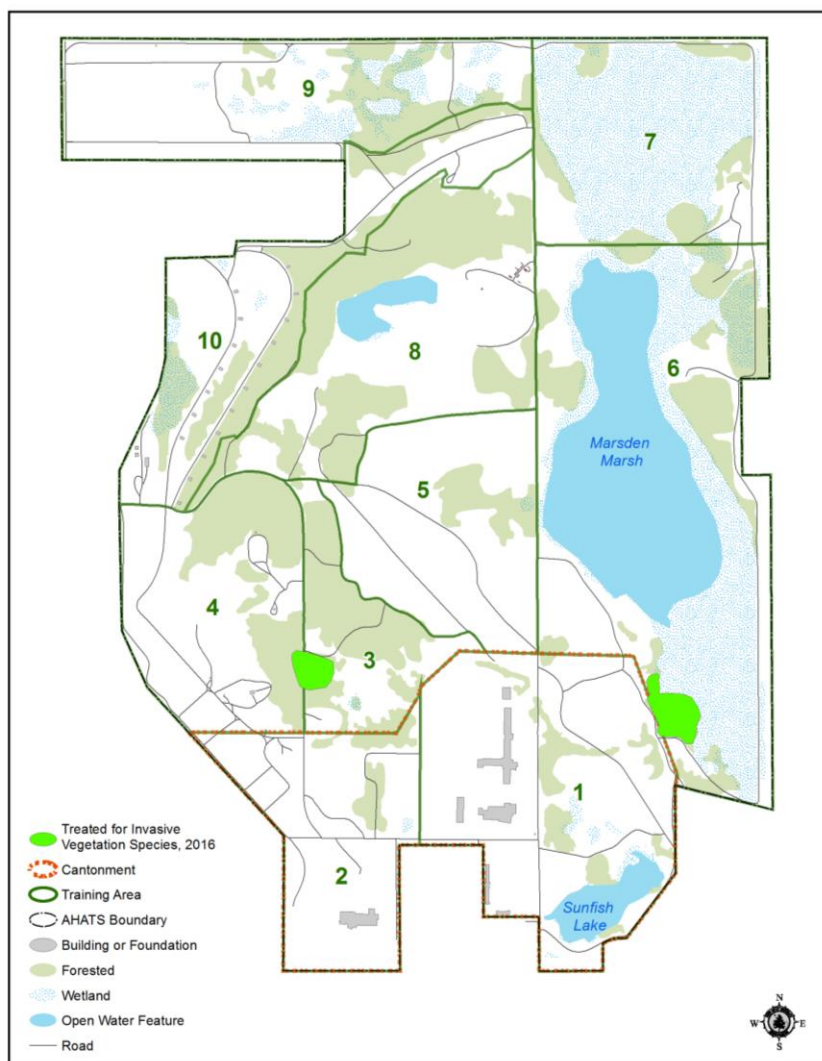 9
7
10
8
6
Marsden
Marsh
5
4
3
1
2
Sunfish
Lake
Treated for Invasive
Vegetation Species, 2016
Cantonment
Training Area
AHATS Boundary
Building or Foundation
Forested
Wetland
Open Water Feature
Road
N
W
E
S